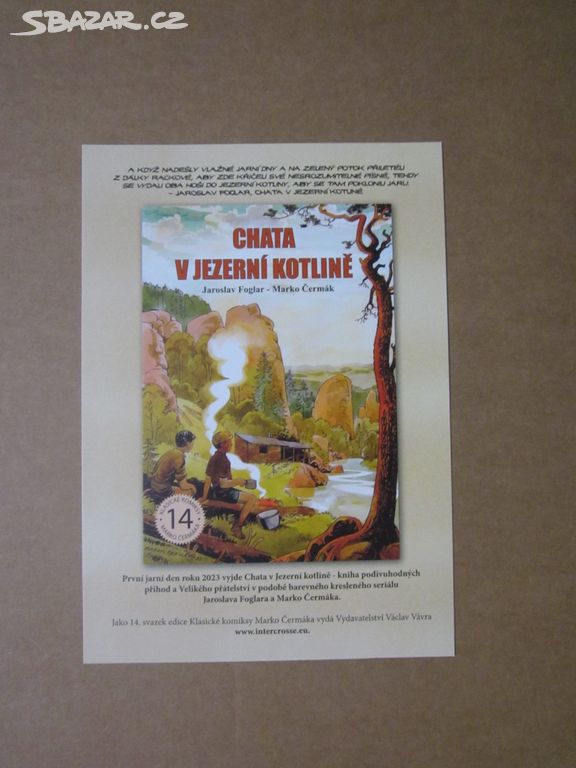 SBAZAR.CZ
A KDYŽ NADEŠLY VLAŽNÉ JARNÍ DNY A NA ZELENÝ POTOK PŘILETĚLI
Z DÁLKY RACKOVÉ, ABY ZDE KŘIČELI SVÉ NESROZUMITELNÉ PÍSNĚ, TEHDY
SE VYDALI OBA HOŠI DO JEZERNÍ KOTLINY, ABY SE TAM POKLONILI JARU.
- JAROSLAV FOGLAR, CHATA V JEZERNÍ KOTLINĚ
CHATA
V JEZERNÍ KOTLINĚ
Jaroslav Foglar - Marko Čermák
KLASICKÉ KOMIKSY
14
MARKO ČERMÁKA
První jarní den roku 2023 vyjde Chata v Jezerní kotlině - kniha podivuhodných
příhod a Velikého přátelství v podobě barevného kresleného seriálu
Jaroslava Foglara a Marko Čermáka.
Jako 14. svazek edice Klasické komiksy Marko Čermáka vydá Vydavatelství Václav Vávra
www.intercrosse.eu.